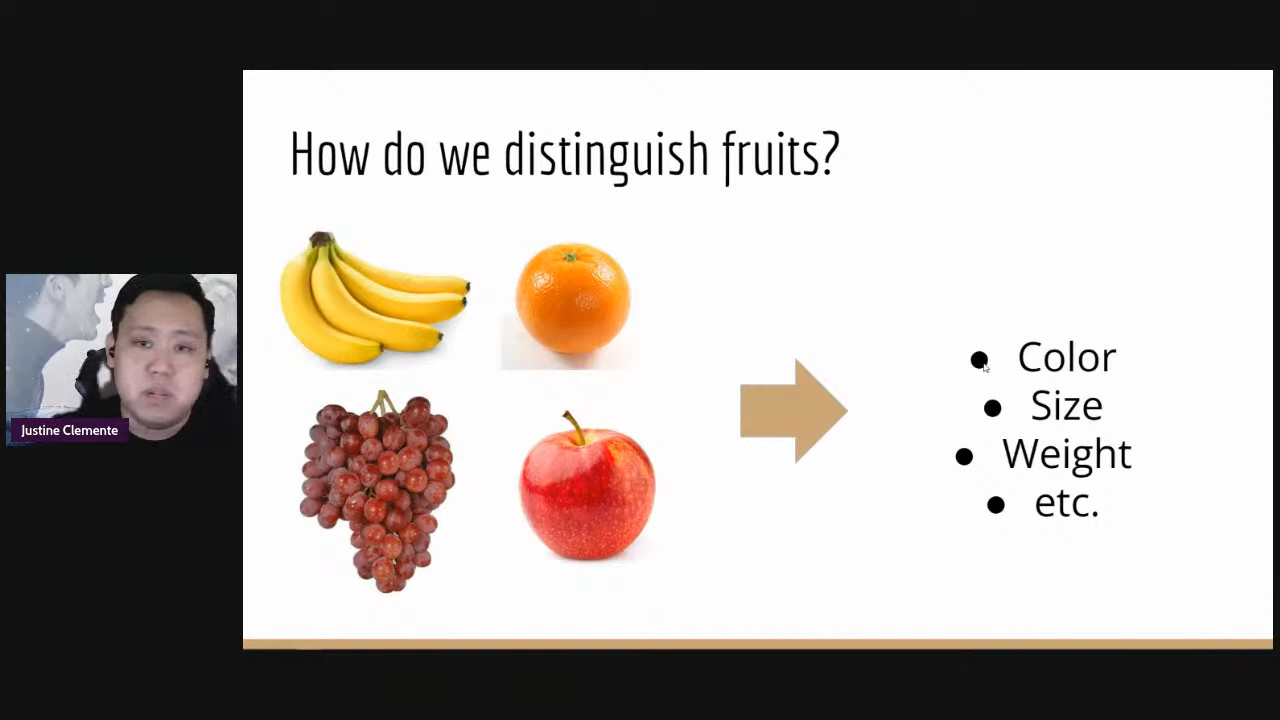 How do we distinguish fruits?
Justine Clemente
● Color
● Size
● Weight
● etc.